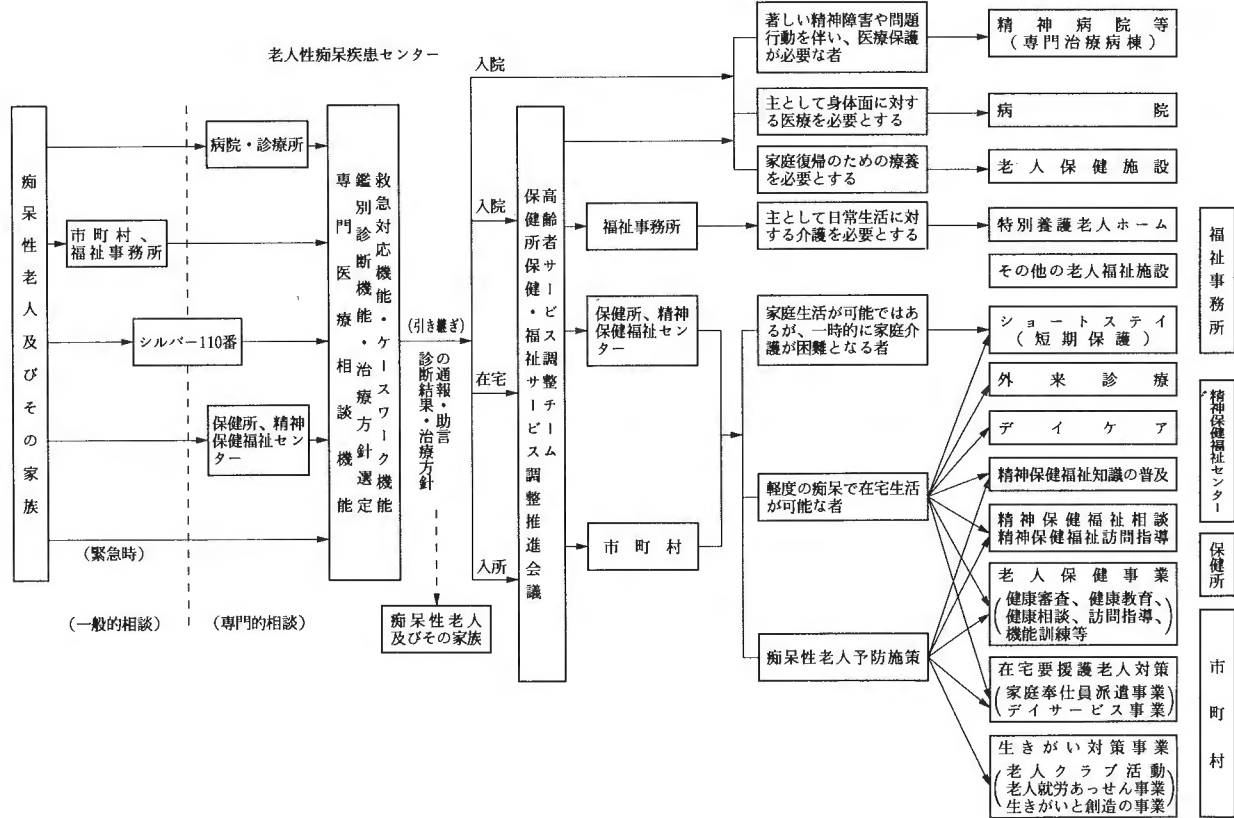 老人性痴呆疾患センター
痴呆性老人及びその家族
市町村、
福祉事務所
病院・診療所
シルバー110番
保健所、精神
保健福祉セン
ター
(緊急時)
(一般的相談)
(専門的相談)
救急対応機能・ケースワーク機能
鑑別診断機能・治療方針選定
専門医療相談機能
(引き継ぎ)
の通報・助言
診断結果・治療方針
痴呆性老人
及びその家族
入院
入院
在宅
入所
高齢者サービス調整チーム
保健所保健・福祉サービス調整推進会議
福祉事務所
保健所、精神
保健福祉セン
ター
市町村
著しい精神障害や問題
行動を伴い、医療保護
が必要な者
主として身体面に対す
る医療を必要とする
家庭復帰のための療養
を必要とする
主として日常生活に対
する介護を必要とする
家庭生活が可能ではあ
るが、一時的に家庭介
護が困難となる者
軽度の痴呆で在宅生活
が可能な者
痴呆性老人予防施策
精神病院等
(専門治療病棟)
病院
老人保健施設
特別養護老人ホーム
その他の老人福祉施設
ショートステイ
(短期保護)
外来診療
デイケア
精神保健福祉知識の普及
精神保健福祉相談
精神保健福祉訪問指導
老人保健事業
(健康審査、健康教育、
健康相談、訪問指導、
機能訓練等)
在宅要援護老人対策
(家庭奉仕員派遣事業
デイサービス事業)
生きがい対策事業
(老人クラブ活動
老人就労あっせん事業
生きがいと創造の事業)
福祉事務所
精神保健福祉センター
保健所
市町村